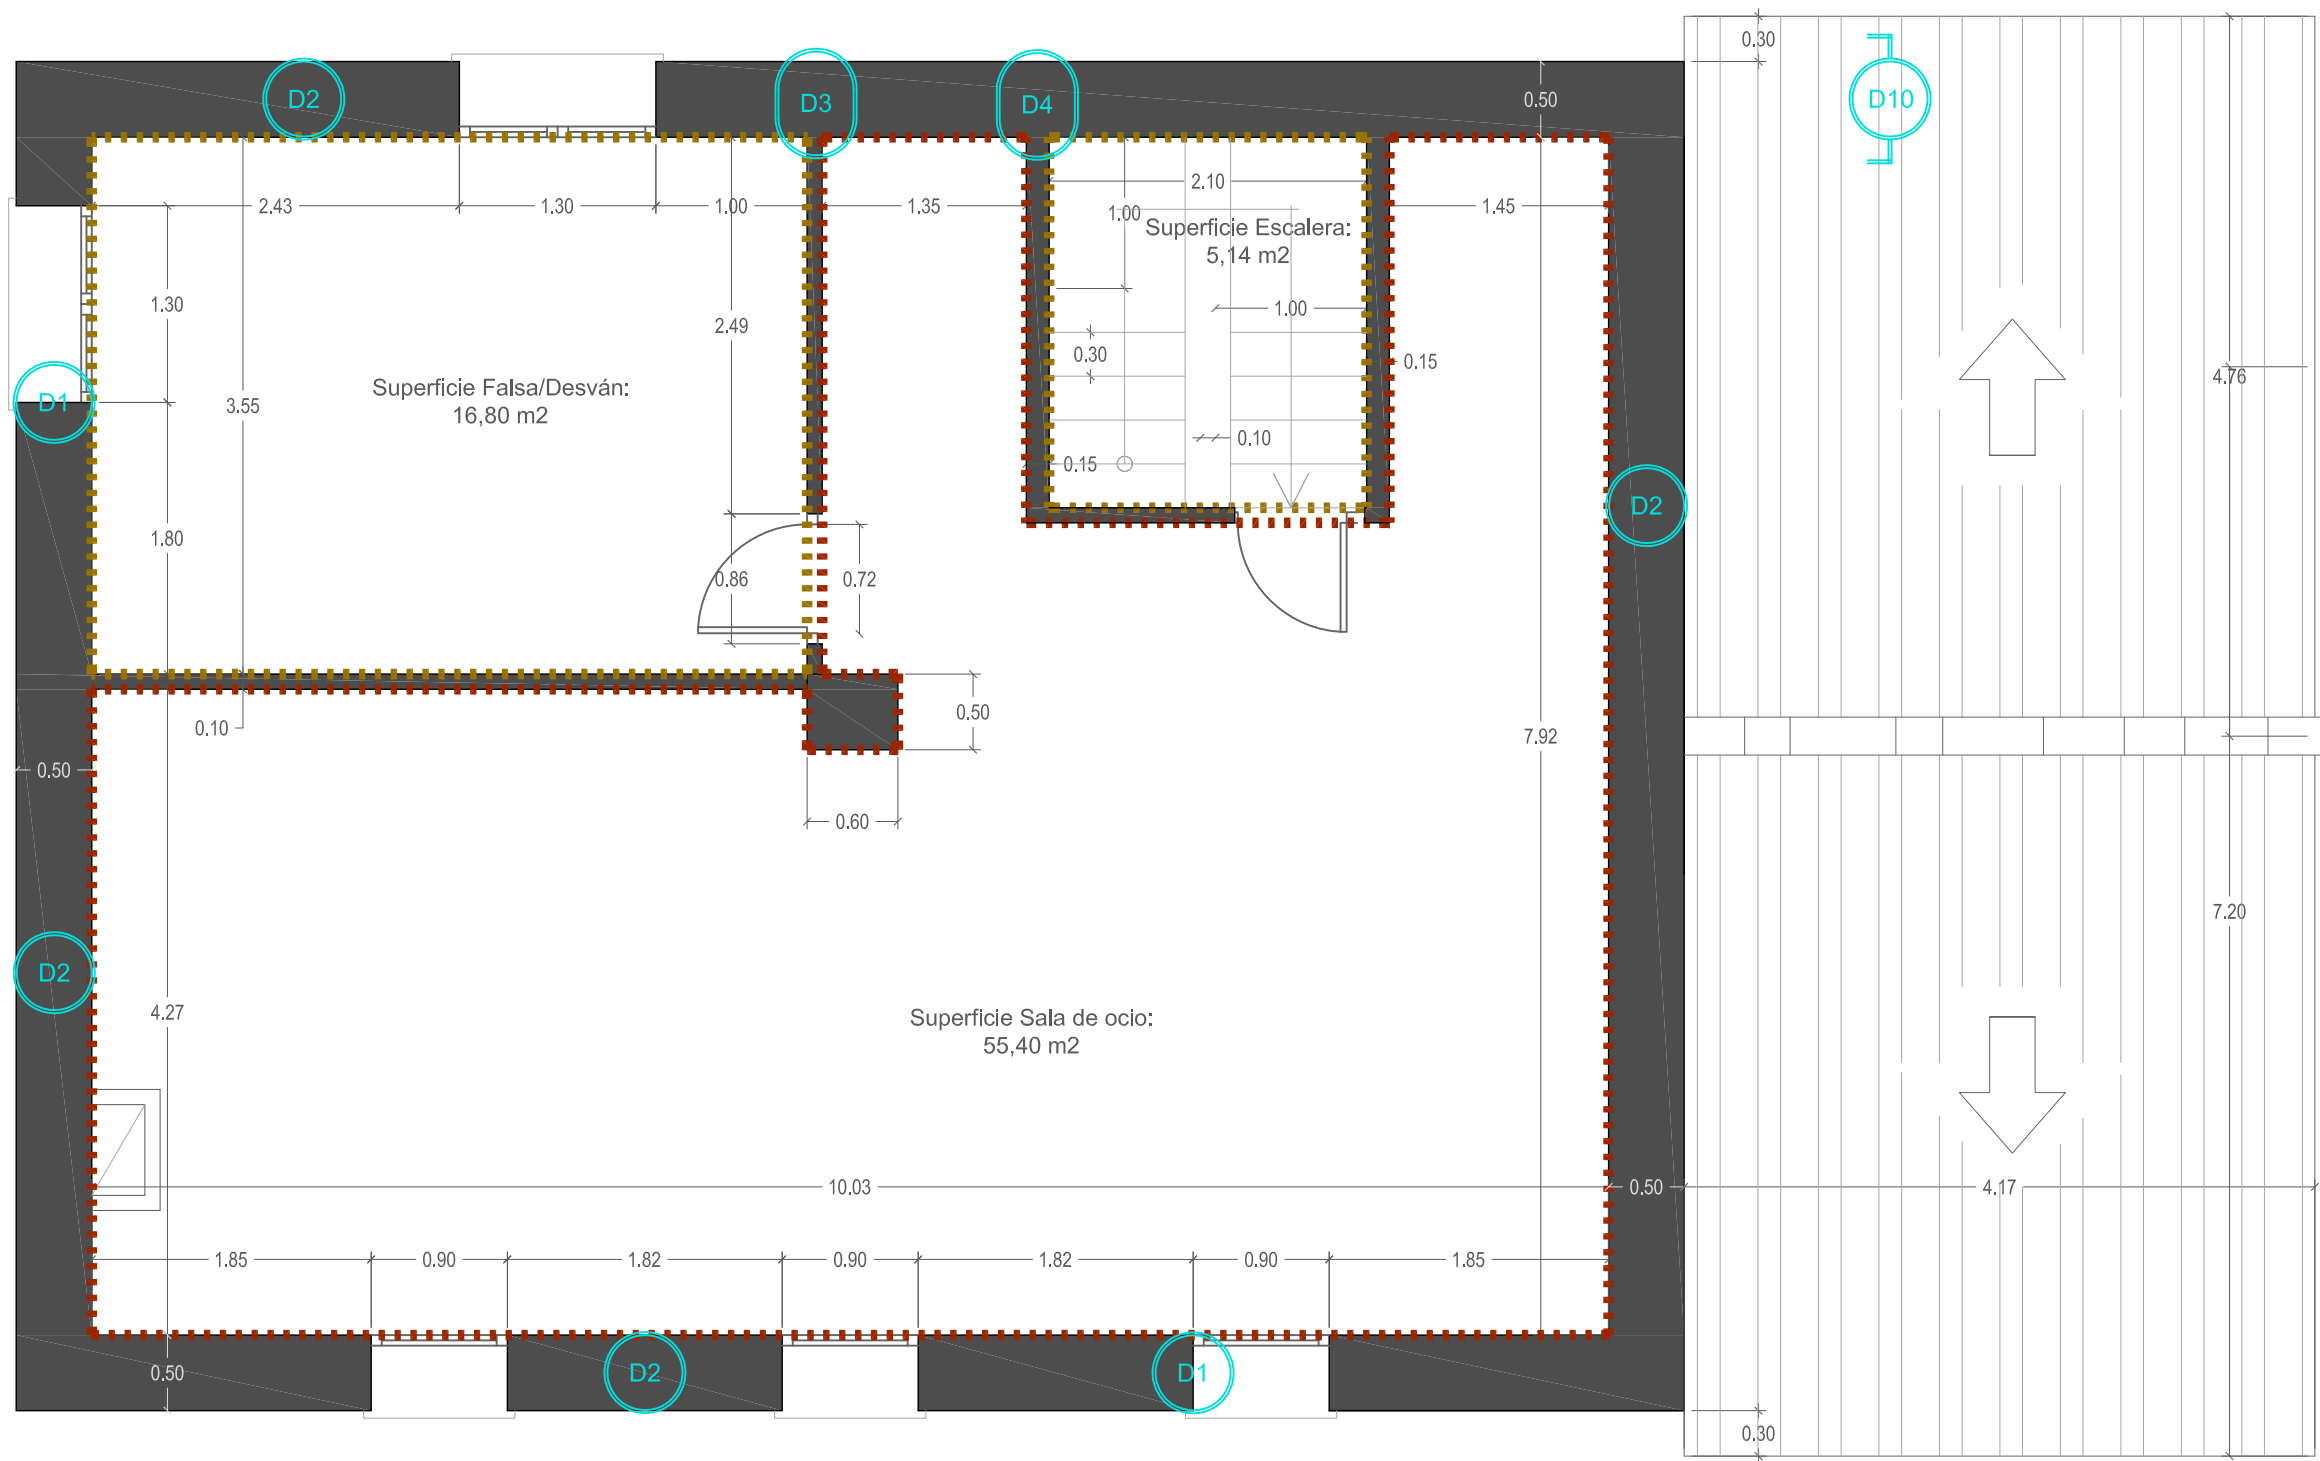 0.30
D2
D3
D4
0.50
D10
2.43
1.30
1.00
1.35
2.10
1.00
1.45
Superficie Escalera:
5,14 m2
1.30
2.49
1.00
0.30
0.15
4.76
D1
3.55
Superficie Falsa/Desván:
16,80 m2
0.10
0.15
D2
1.80
0.86
0.72
0.10
0.50
7.92
0.50
0.60
7.20
D2
4.27
Superficie Sala de ocio:
55,40 m2
10.03
0.50
4.17
1.85
0.90
1.82
0.90
1.82
0.90
1.85
0.50
D2
D1
0.30